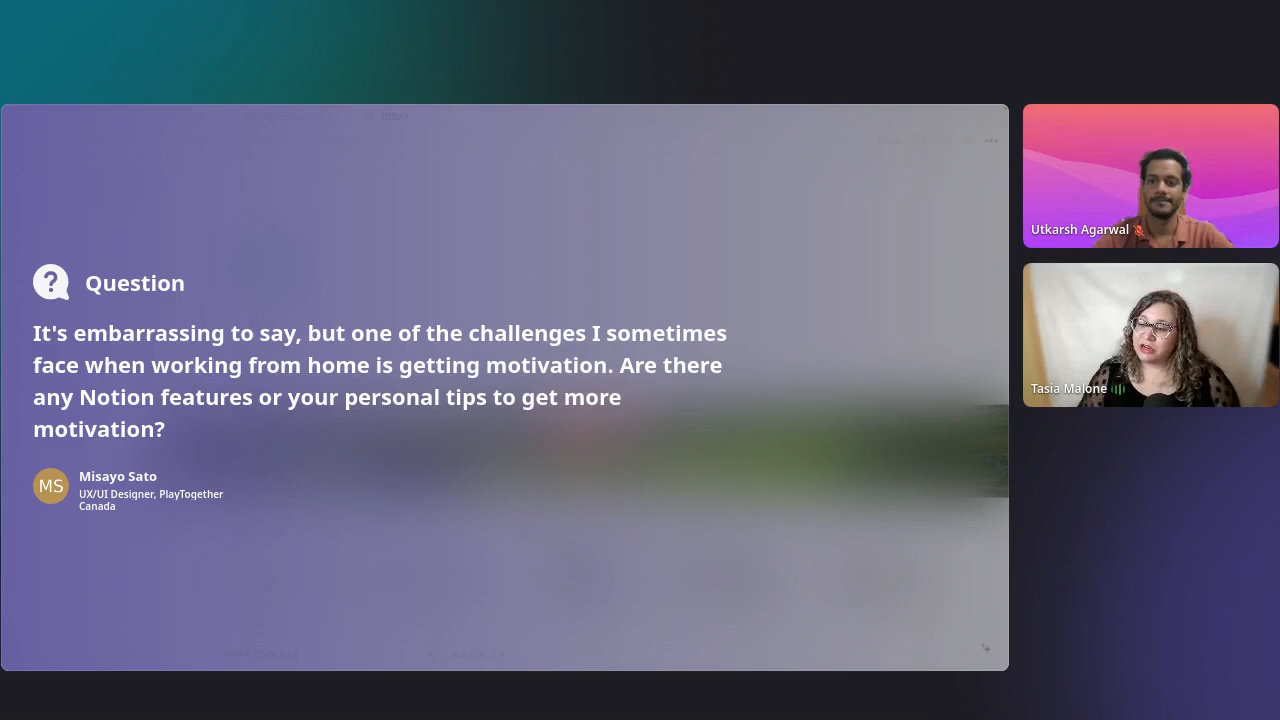 TODAY
Question
It's embarrassing to say, but one of the challenges I sometimes
face when working from home is getting motivation. Are there
any Notion features or your personal tips to get more
motivation?
MS
Misayo Sato
UX/UI Designer, PlayTogether
Canada
Utkarsh Agarwal
Tasia Malone